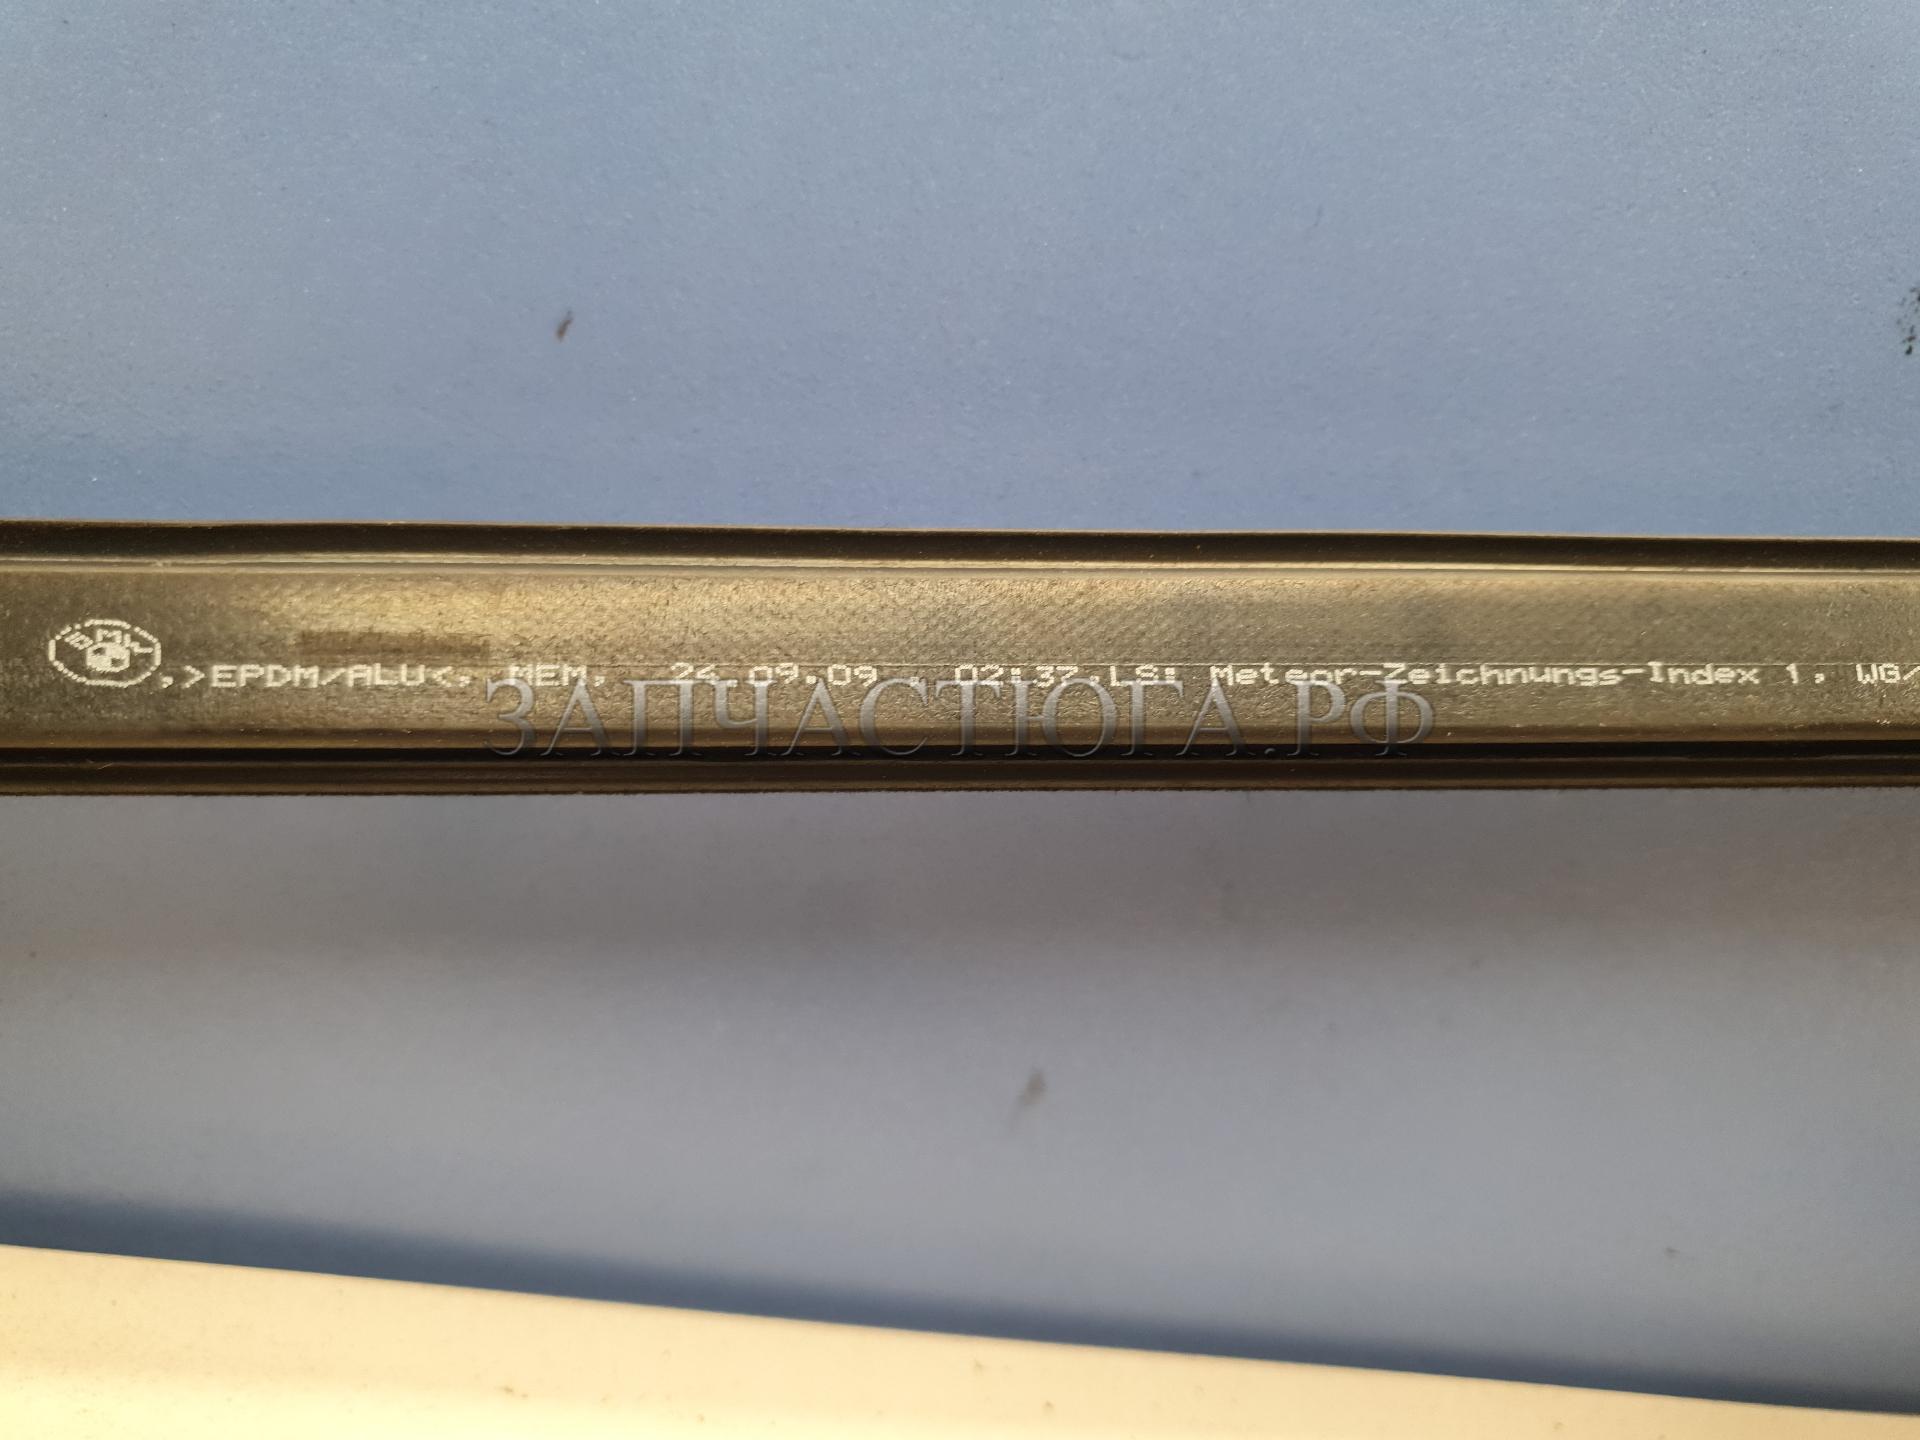 BMW ,>EPDM/ALU<, MEM, 24.09.09 , 02:37,LS: Meteor-Zeichnungs-Index 1, WG/
ЗАПЧАСТЮГА.РФ